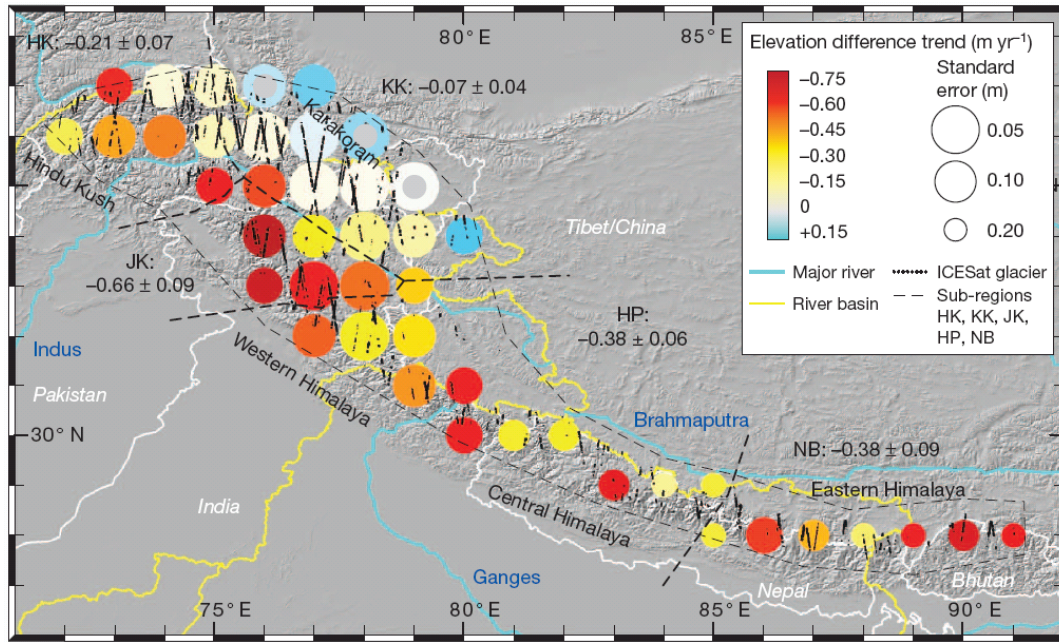 80° E
85° E
HK: –0.21 ± 0.07
KK: –0.07 ± 0.04
Karakoram
Hindu Kush
Tibet/China
JK:
–0.66 ± 0.09
HP:
–0.38 ± 0.06
Indus
Western Himalaya
Pakistan
Brahmaputra
30° N
NB: –0.38 ± 0.09
India
Central Himalaya
Eastern Himalaya
Ganges
Nepal
Bhutan
75° E
80° E
85° E
90° E
Elevation difference trend (m yr–1)
–0.75
–0.60
–0.45
–0.30
–0.15
0
+0.15
Standard
error (m)
0.05
0.10
0.20
Major river
River basin
ICESat glacier
Sub-regions
HK, KK, JK,
HP, NB